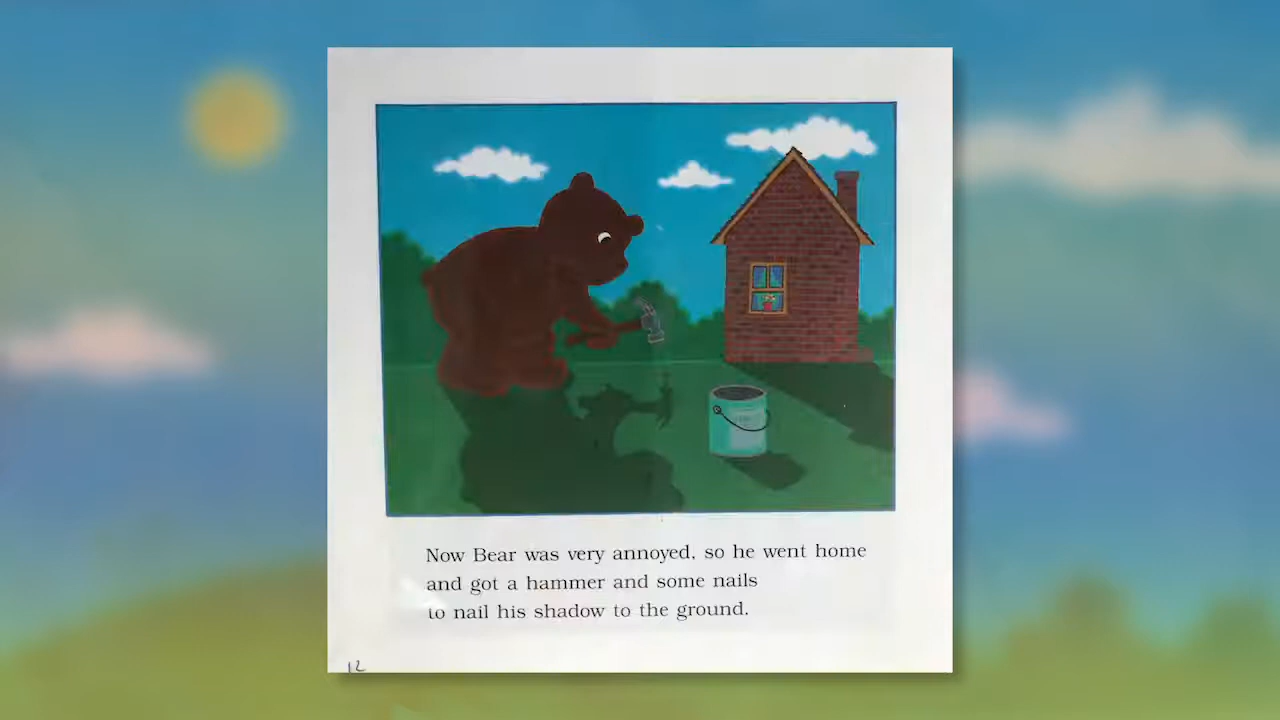 Now Bear was very annoyed, so he went home
and got a hammer and some nails
to nail his shadow to the ground.
12